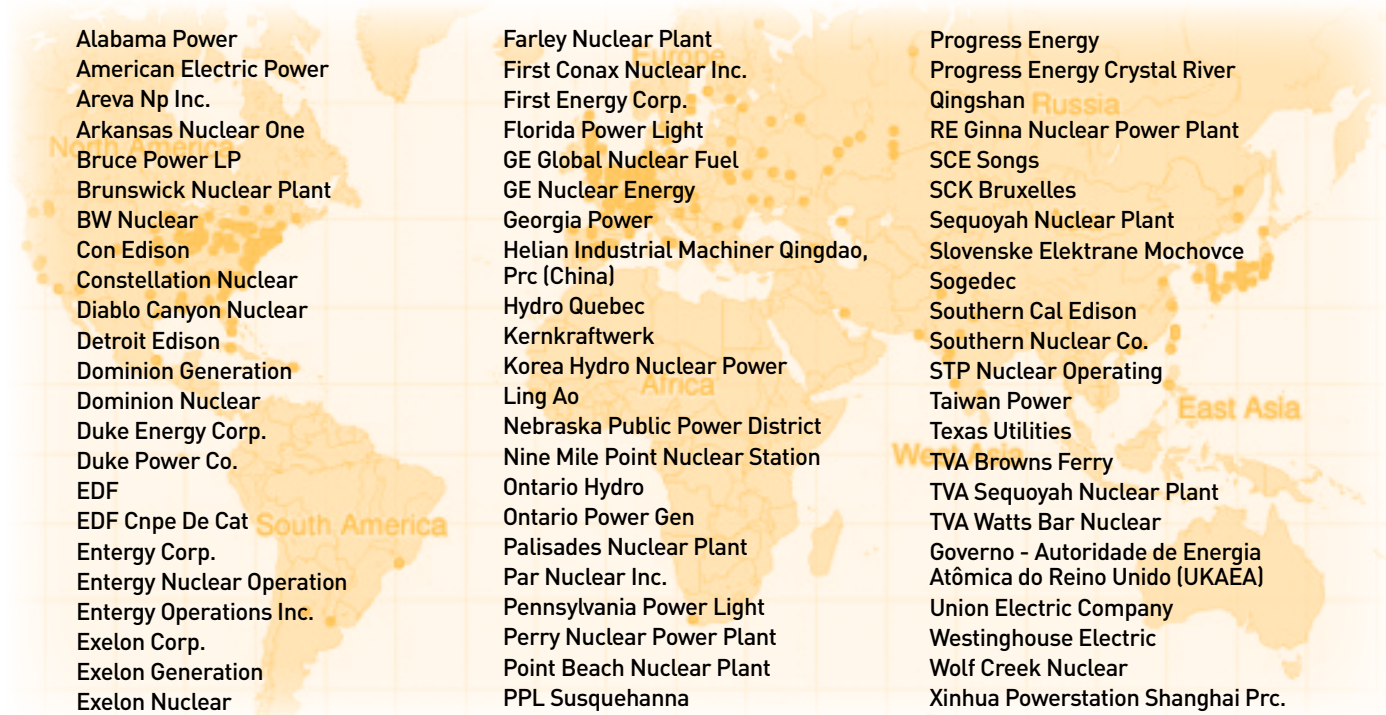 Alabama Power
American Electric Power
Areva Np Inc.
Arkansas Nuclear One
Bruce Power LP
Brunswick Nuclear Plant
BW Nuclear
Con Edison
Constellation Nuclear
Diablo Canyon Nuclear
Detroit Edison
Dominion Generation
Dominion Nuclear
Duke Energy Corp.
Duke Power Co.
EDF
EDF Cnpe De Cat
Entergy Corp.
Entergy Nuclear Operation
Entergy Operations Inc.
Exelon Corp.
Exelon Generation
Exelon Nuclear
Farley Nuclear Plant
First Conax Nuclear Inc.
First Energy Corp.
Florida Power Light
GE Global Nuclear Fuel
GE Nuclear Energy
Georgia Power
Helian Industrial Machiner Qingdao,
Prc (China)
Hydro Quebec
Kernkraftwerk
Korea Hydro Nuclear Power
Ling Ao
Nebraska Public Power District
Nine Mile Point Nuclear Station
Ontario Hydro
Ontario Power Gen
Palisades Nuclear Plant
Par Nuclear Inc.
Pennsylvania Power Light
Perry Nuclear Power Plant
Point Beach Nuclear Plant
PPL Susquehanna
Progress Energy
Progress Energy Crystal River
Qingshan
RE Ginna Nuclear Power Plant
SCE Songs
SCK Bruxelles
Sequoyah Nuclear Plant
Slovenske Elektrane Mochovce
Sogedec
Southern Cal Edison
Southern Nuclear Co.
STP Nuclear Operating
Taiwan Power
Texas Utilities
TVA Browns Ferry
TVA Sequoyah Nuclear Plant
TVA Watts Bar Nuclear
Governo - Autoridade de Energia
Atômica do Reino Unido (UKAEA)
Union Electric Company
Westinghouse Electric
Wolf Creek Nuclear
Xinhua Powerstation Shanghai Prc.
North America
South America
Europe
Africa
Russia
West Asia
East Asia